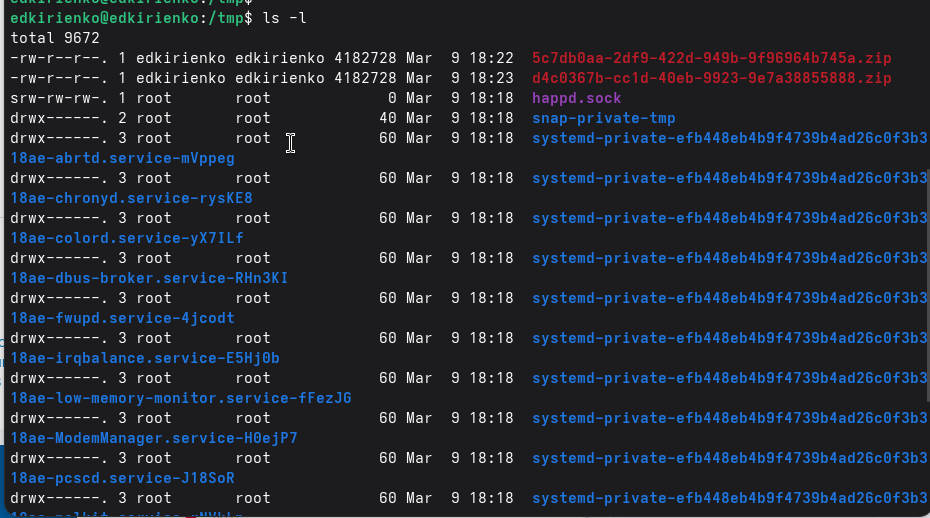 edkirienko@edkirienko:/tmp$
edkirienko@edkirienko:/tmp$ ls -l
total 9672
-rw-r--r--. 1 edkirienko edkirienko 4182728 Mar  9 18:22  5c7db0aa-2df9-422d-949b-9f96964b745a.zip
-rw-r--r--. 1 edkirienko edkirienko 4182728 Mar  9 18:23  d4c0367b-cc1d-40eb-9923-9e7a38855888.zip
srw-rw-rw-. 1 root       root             0 Mar  9 18:18  happd.sock
drwx------. 2 root       root            40 Mar  9 18:18  snap-private-tmp
drwx------. 3 root       root            60 Mar  9 18:18  systemd-private-efb448eb4b9f4739b4ad26c0f3b3
18ae-abrtd.service-mVppeg
drwx------. 3 root       root            60 Mar  9 18:18  systemd-private-efb448eb4b9f4739b4ad26c0f3b3
18ae-chronyd.service-rysKE8
drwx------. 3 root       root            60 Mar  9 18:18  systemd-private-efb448eb4b9f4739b4ad26c0f3b3
18ae-colord.service-yX7ILf
drwx------. 3 root       root            60 Mar  9 18:18  systemd-private-efb448eb4b9f4739b4ad26c0f3b3
18ae-dbus-broker.service-RHn3KI
drwx------. 3 root       root            60 Mar  9 18:18  systemd-private-efb448eb4b9f4739b4ad26c0f3b3
18ae-fwupd.service-4jcodt
drwx------. 3 root       root            60 Mar  9 18:18  systemd-private-efb448eb4b9f4739b4ad26c0f3b3
18ae-irqbalance.service-E5Hj0b
drwx------. 3 root       root            60 Mar  9 18:18  systemd-private-efb448eb4b9f4739b4ad26c0f3b3
18ae-low-memory-monitor.service-fFezJG
drwx------. 3 root       root            60 Mar  9 18:18  systemd-private-efb448eb4b9f4739b4ad26c0f3b3
18ae-ModemManager.service-H0ejP7
drwx------. 3 root       root            60 Mar  9 18:18  systemd-private-efb448eb4b9f4739b4ad26c0f3b3
18ae-pcscd.service-J18SoR
drwx------. 3 root       root            60 Mar  9 18:18  systemd-private-efb448eb4b9f4739b4ad26c0f3b3